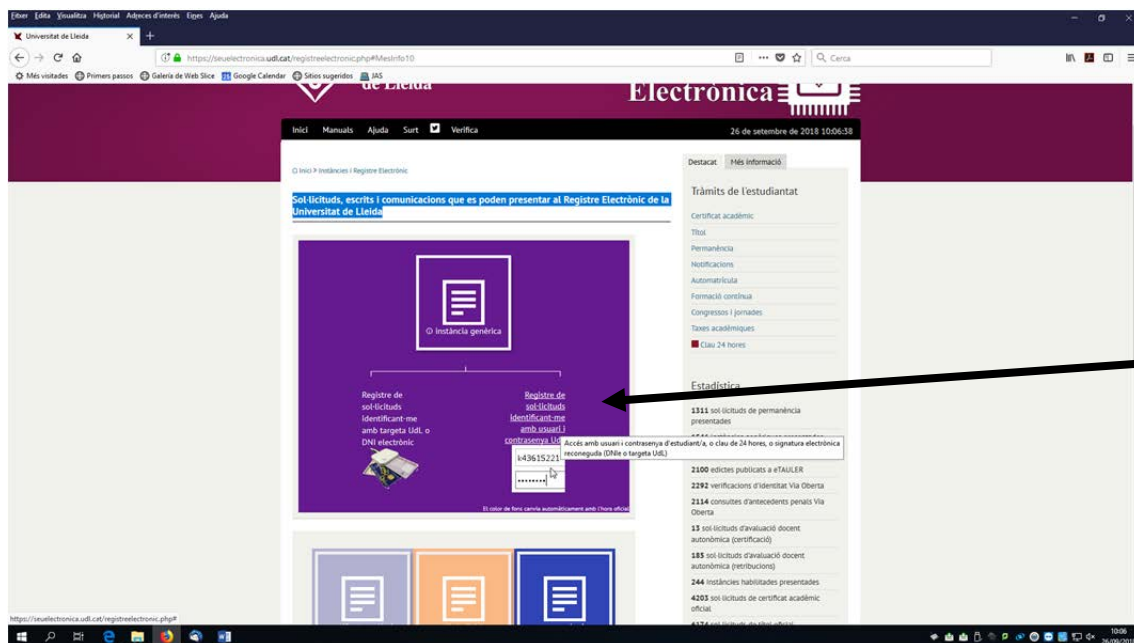 Fitxer Edita Visualitza Historial Adreces d'interès Eines Ajuda
Universitat de Lleida
https://seuelectronica.udl.cat/registreelectronic.php#MesInfo10
Cerca
Més visitades Primers passos Galería de Web Slice Google Calendar Sitios sugeridos JAS
de Lleida
Electrònica
Inici Manuals Ajuda Surt Verifica
26 de setembre de 2018 10:06:38
Inici > Instàncies i Registre Electrònic
Sol·licituds, escrits i comunicacions que es poden presentar al Registre Electrònic de la
Universitat de Lleida
Instància genèrica
Registre de
sol·licituds
identificant-me
amb targeta UdL o
DNI electrònic
Registre de
sol·licituds
identificant-me
amb usuari i
contrasenya UdL
k43615221
••••••••
El color de fons canvia automàticament amb l'hora oficial
Accés amb usuari i contrasenya d'estudiant/a, o clau de 24 hores, o signatura electrònica
reconeguda (DNIe o targeta UdL)
Destacat Més informació
Tràmits de l'estudiantat
Certificat acadèmic
Títol
Permanència
Notificacions
Automatrícula
Formació contínua
Congressos i jornades
Taxes acadèmiques
Clau 24 hores
Estadística
1311 sol·licituds de permanència
presentades
2100 edictes publicats a eTAULER
2292 verificacions d'identitat Via Oberta
2114 consultes d'antecedents penals Via
Oberta
13 sol·licituds d'avaluació docent
autonòmica (certificació)
185 sol·licituds d'avaluació docent
autonòmica (retribucions)
244 instàncies habilitades presentades
4203 sol·licituds de certificat acadèmic
oficial
https://seuelectronica.udl.cat/registreelectronic.php#
10:06